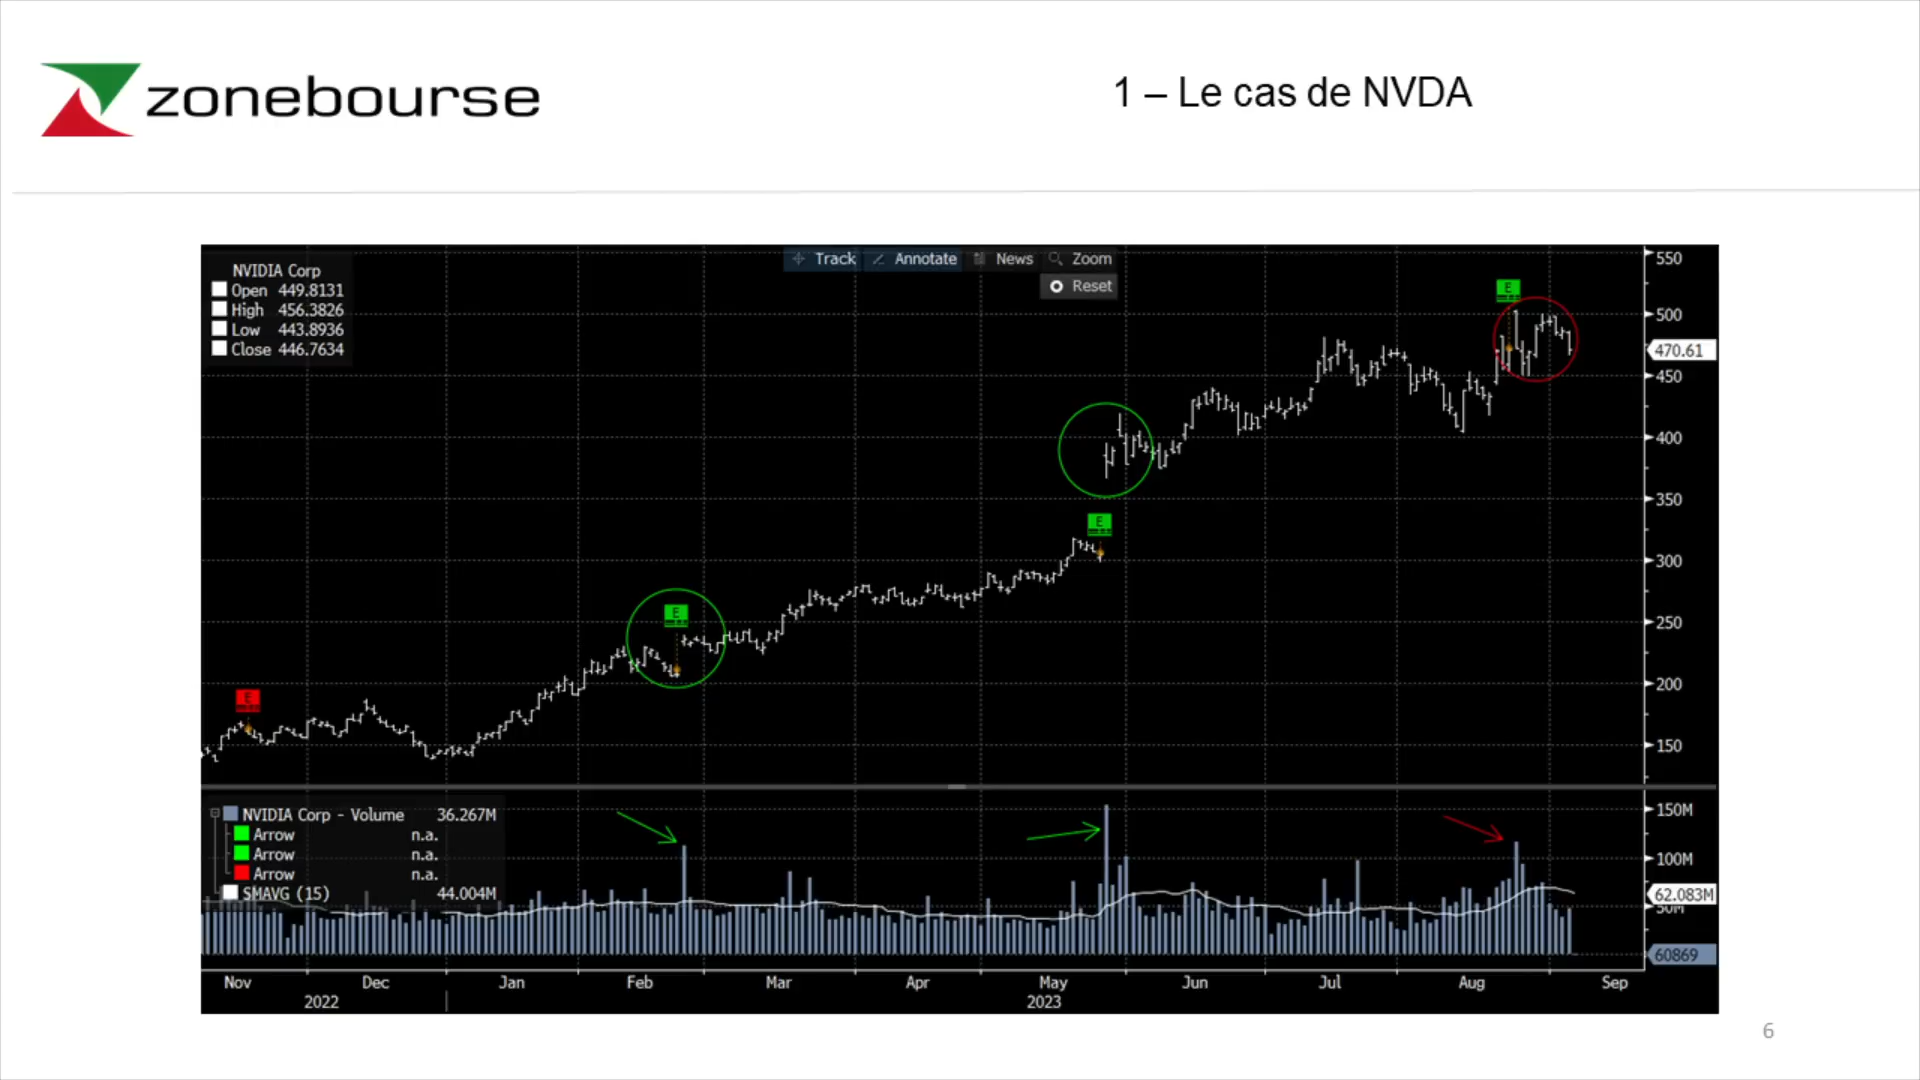 zonebourse
1 – Le cas de NVDA
Track
Annotate
News
Zoom
Reset
NVIDIA Corp
Open 449.8131
High 456.3826
Low 443.8936
Close 446.7634
E
E
E
E
550
500
470.61
450
400
350
300
250
200
150
NVIDIA Corp - Volume 36.267M
Arrow n.a.
Arrow n.a.
Arrow n.a.
SMAVG (15) 44.004M
150M
100M
62.083M
50M
60869
Nov Dec Jan Feb Mar Apr May Jun Jul Aug Sep
2022 2023
6